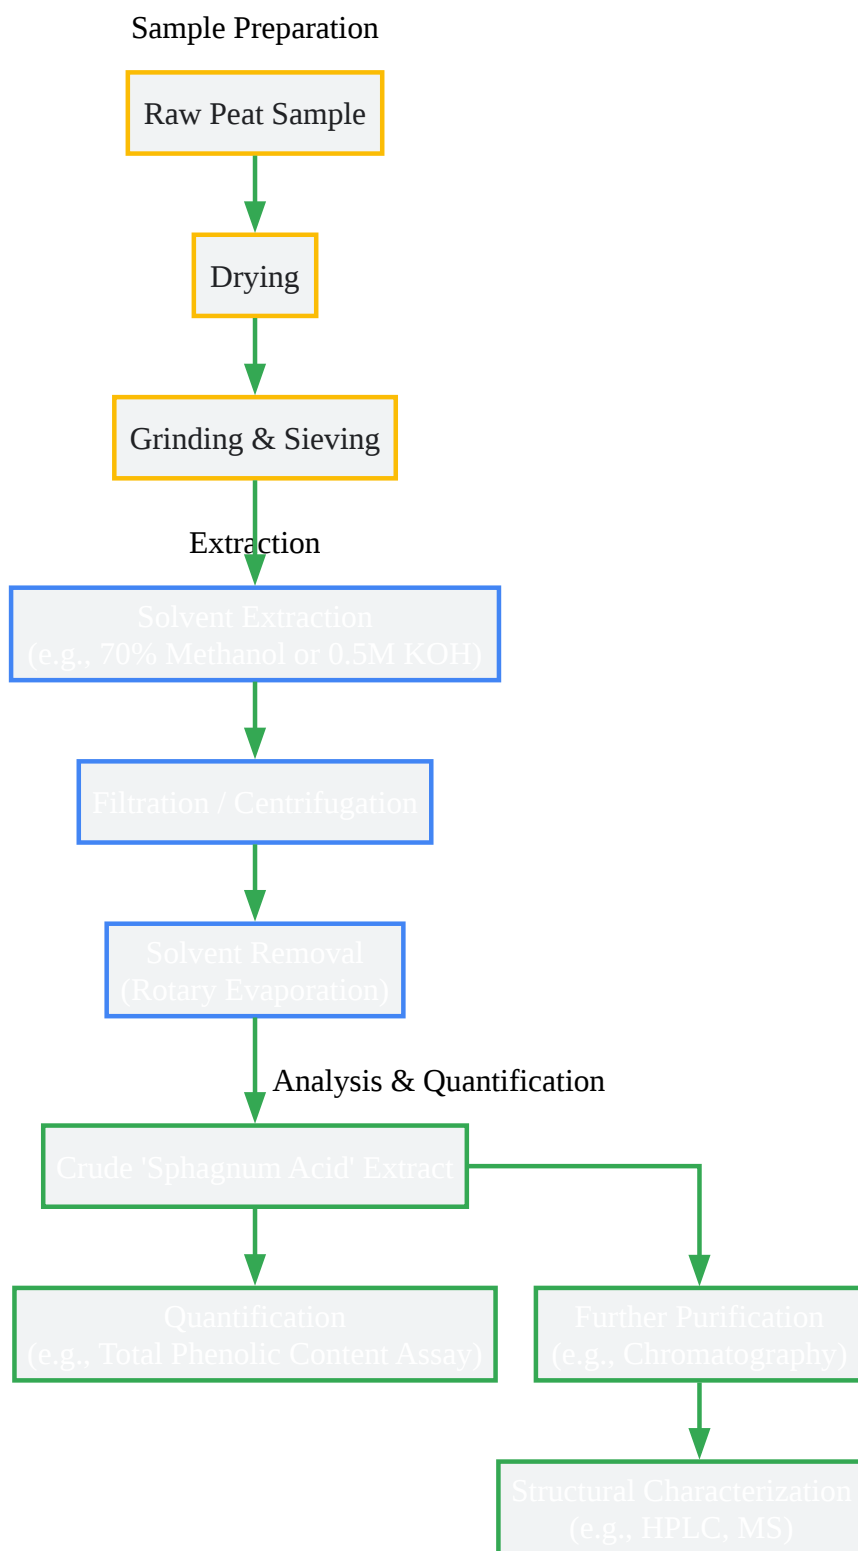 Sample Preparation
Raw Peat Sample
Drying
Grinding & Sieving
Extraction
Solvent Extraction
(e.g., 70% Methanol or 0.5M KOH)
Filtration / Centrifugation
Solvent Removal
(Rotary Evaporation)
Analysis & Quantification
Crude 'Sphagnum Acid' Extract
Quantification
(e.g., Total Phenolic Content Assay)
Further Purification
(e.g., Chromatography)
Structural Characterization
(e.g., HPLC, MS)